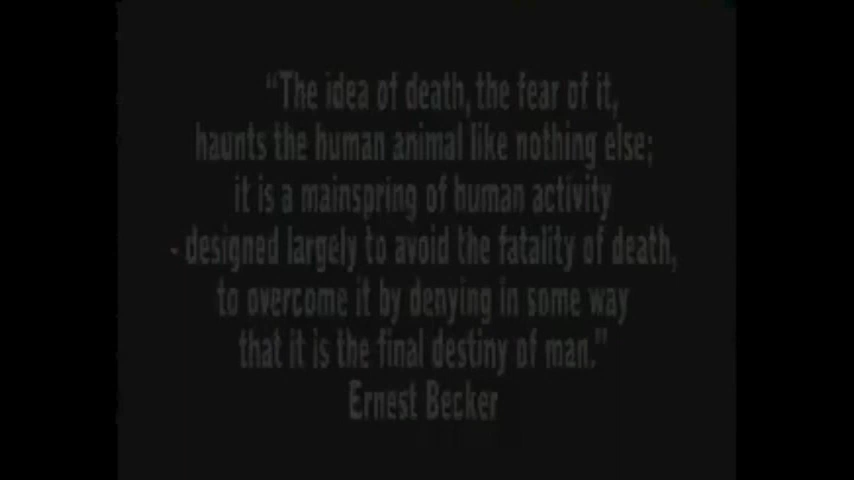 “The idea of death, the fear of it,
haunts the human animal like nothing else;
it is a mainspring of human activity
- designed largely to avoid the fatality of death,
to overcome it by denying in some way
that it is the final destiny of man.”
Ernest Becker